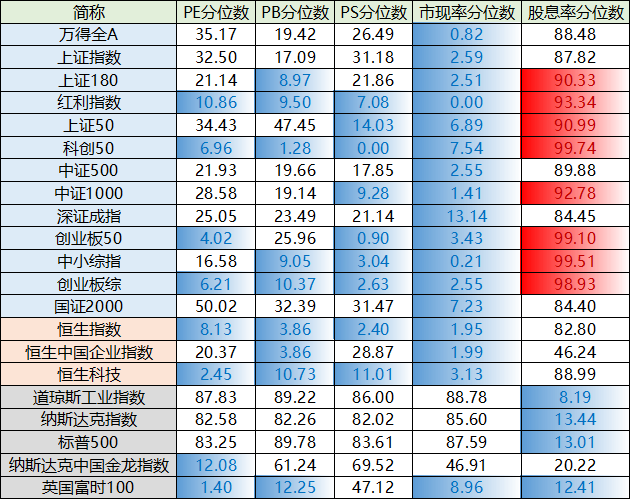 简称 PE分位数 PB分位数 PS分位数 市现率分位数 股息率分位数
万得全A 35.17 19.42 26.49 0.82 88.48
上证指数 32.50 17.09 31.18 2.59 87.82
上证180 21.14 8.97 21.86 2.51 90.33
红利指数 10.86 9.50 7.08 0.00 93.34
上证50 34.43 47.45 14.03 6.89 90.99
科创50 6.96 1.28 0.00 7.54 99.74
中证500 21.93 19.66 17.85 2.55 89.88
中证1000 28.58 19.14 9.28 1.41 92.78
深证成指 25.05 23.49 21.14 13.14 84.45
创业板50 4.02 25.96 0.90 3.43 99.10
中小综指 16.58 9.05 3.04 0.21 99.51
创业板综 6.21 10.37 2.63 2.55 98.93
国证2000 50.02 32.39 31.47 7.23 84.40
恒生指数 8.13 3.86 2.40 1.95 82.80
恒生中国企业指数 20.37 3.86 28.87 1.99 46.24
恒生科技 2.45 10.73 11.01 3.13 88.99
道琼斯工业指数 87.83 89.22 86.00 88.78 8.19
纳斯达克指数 82.58 82.26 82.02 85.60 13.44
标普500 83.25 89.78 83.61 87.59 13.01
纳斯达克中国金龙指数 12.08 61.24 69.52 46.91 20.22
英国富时100 1.40 12.25 47.12 8.96 12.41